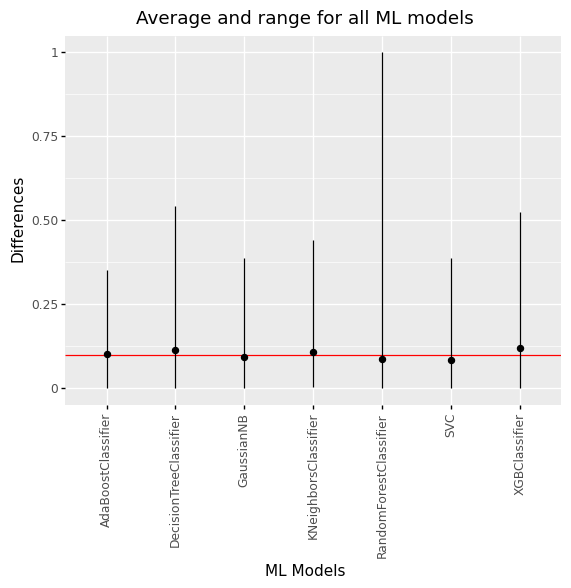 Average and range for all ML models
Differences
1
0.75
0.50
0.25
0
AdaBoostClassifier
DecisionTreeClassifier
GaussianNB
KNeighborsClassifier
RandomForestClassifier
SVC
XGBClassifier
ML Models